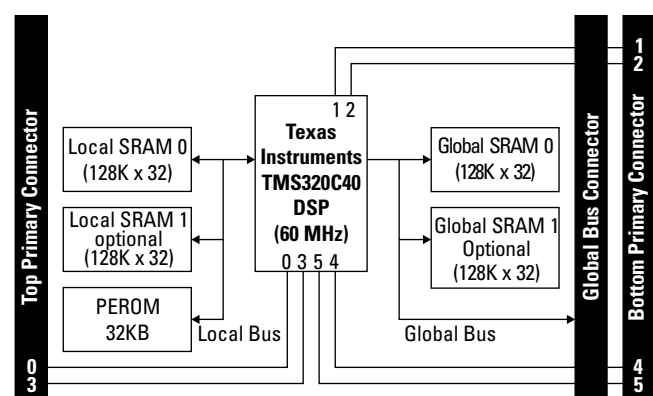 Top Primary Connector
0
3
Local SRAM 0
(128K x 32)
Local SRAM 1
optional
(128K x 32)
PEROM
32KB
Local Bus
1 2
Texas
Instruments
TMS320C40
DSP
(60 MHz)
0 3 5 4
Global SRAM 0
(128K x 32)
Global SRAM 1
Optional
(128K x 32)
Global Bus
Global Bus Connector
1
2
Bottom Primary Connector
4
5